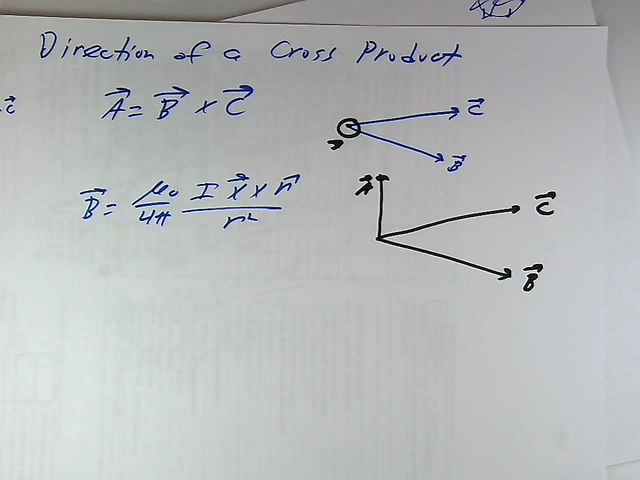 Direction of a Cross Product
c⃗
A⃗ = B⃗ × C⃗
C⃗
B⃗
B⃗ = μ₀/4π I x⃗ × r⃗ / r²
A⃗
C⃗
B⃗